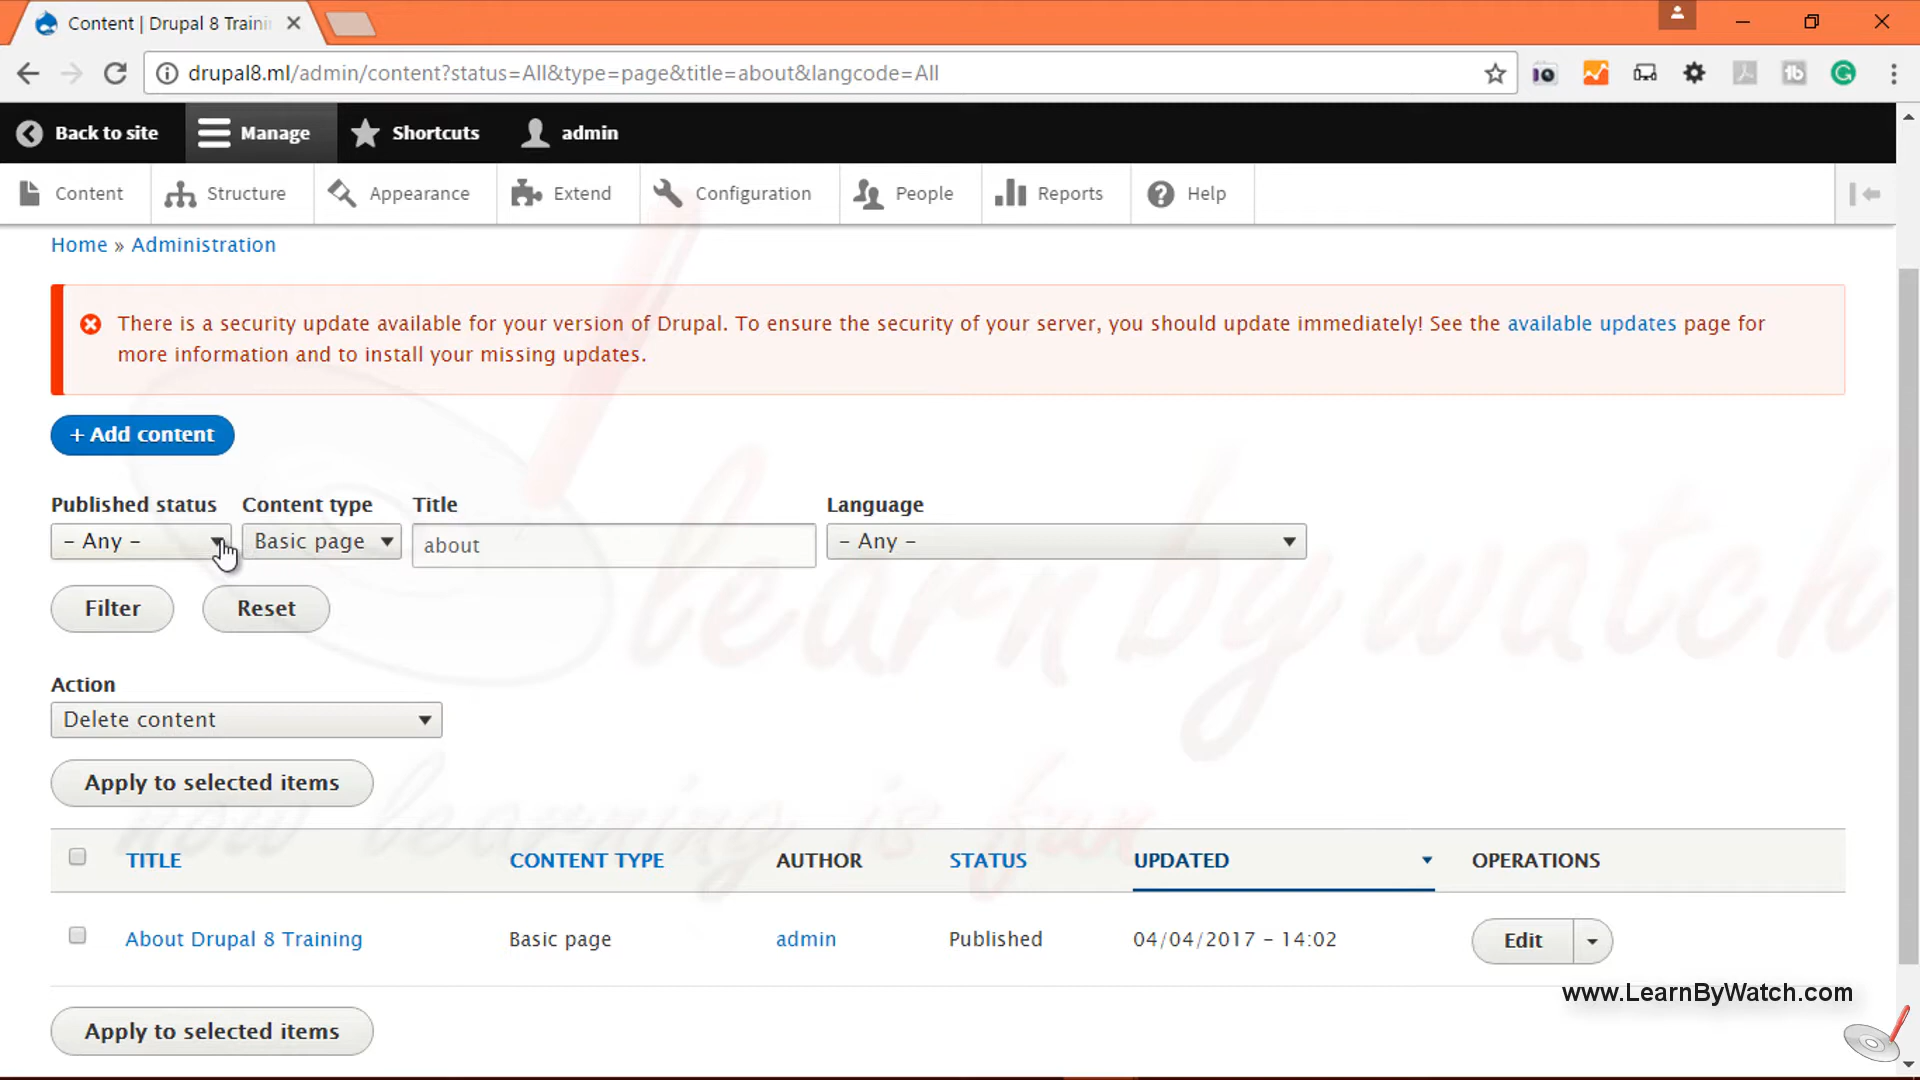 Content | Drupal 8 Traini
drupal8.ml/admin/content?status=All&type=page&title=about&langcode=All
Back to site Manage Shortcuts admin
Content Structure Appearance Extend Configuration People Reports Help
Home » Administration
There is a security update available for your version of Drupal. To ensure the security of your server, you should update immediately! See the available updates page for
more information and to install your missing updates.
+ Add content
Published status Content type Title Language
- Any - Basic page about - Any -
Filter Reset
learnbywatch
Action
Delete content
Apply to selected items
now learning is fun
TITLE CONTENT TYPE AUTHOR STATUS UPDATED OPERATIONS
About Drupal 8 Training Basic page admin Published 04/04/2017 - 14:02 Edit
www.LearnByWatch.com
Apply to selected items